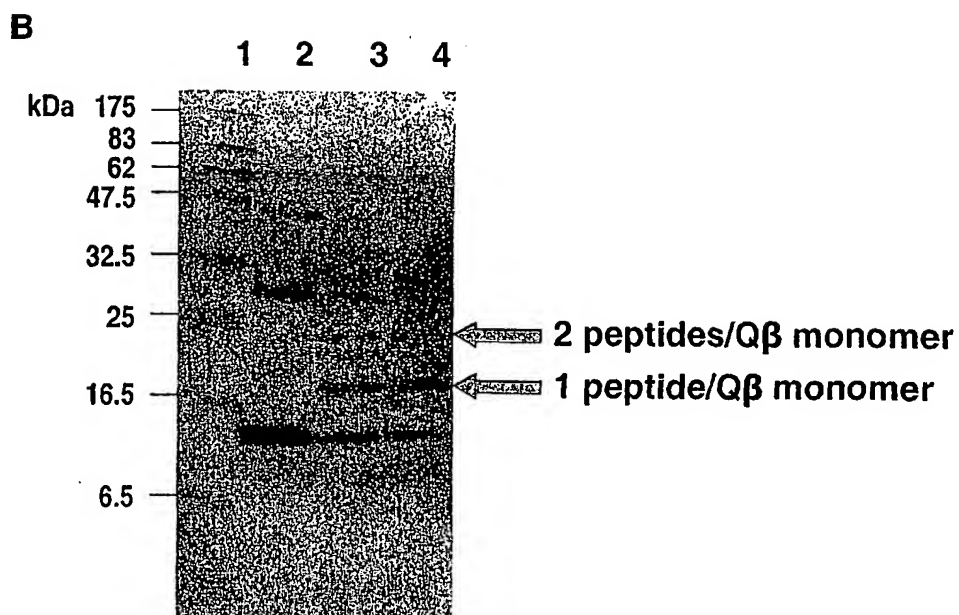 B
1 2 3 4
kDa 175
83
62
47.5
32.5
25
2 peptides/Qβ monomer
1 peptide/Qβ monomer
16.5
6.5